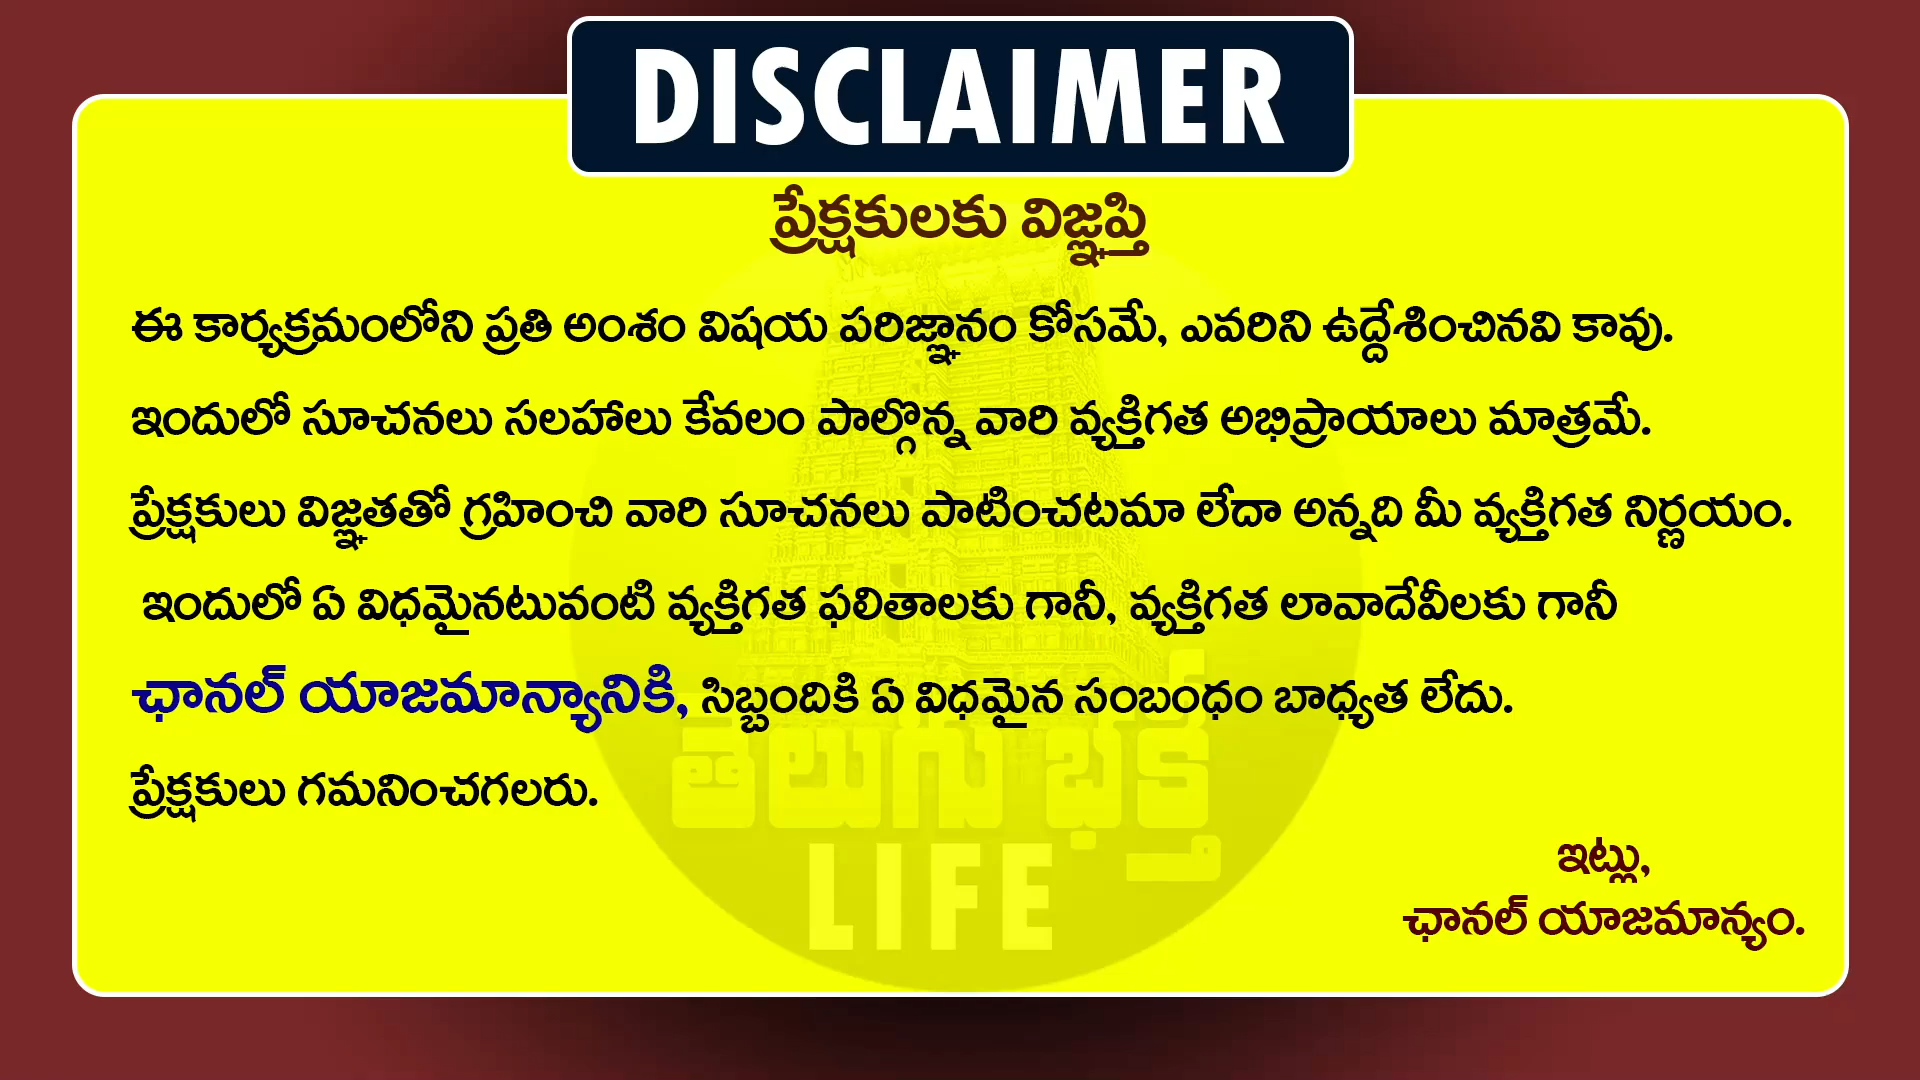 DISCLAIMER
ప్రేక్షకులకు విజ్ఞప్తి
ఈ కార్యక్రమంలోని ప్రతి అంశం విషయ పరిజ్ఞానం కోసమే, ఎవరిని ఉద్దేశించినవి కావు.
ఇందులో సూచనలు సలహాలు కేవలం పాల్గొన్న వారి వ్యక్తిగత అభిప్రాయాలు మాత్రమే.
ప్రేక్షకులు విజ్ఞతతో గ్రహించి వారి సూచనలు పాటించటమా లేదా అన్నది మీ వ్యక్తిగత నిర్ణయం.
ఇందులో ఏ విధమైనటువంటి వ్యక్తిగత ఫలితాలకు గానీ, వ్యక్తిగత లావాదేవీలకు గానీ
ఛానల్ యాజమాన్యానికి, సిబ్బందికి ఏ విధమైన సంబంధం బాధ్యత లేదు.
ప్రేక్షకులు గమనించగలరు.
తెలుగు భక్తి
LIFE
ఇట్లు,
ఛానల్ యాజమాన్యం.